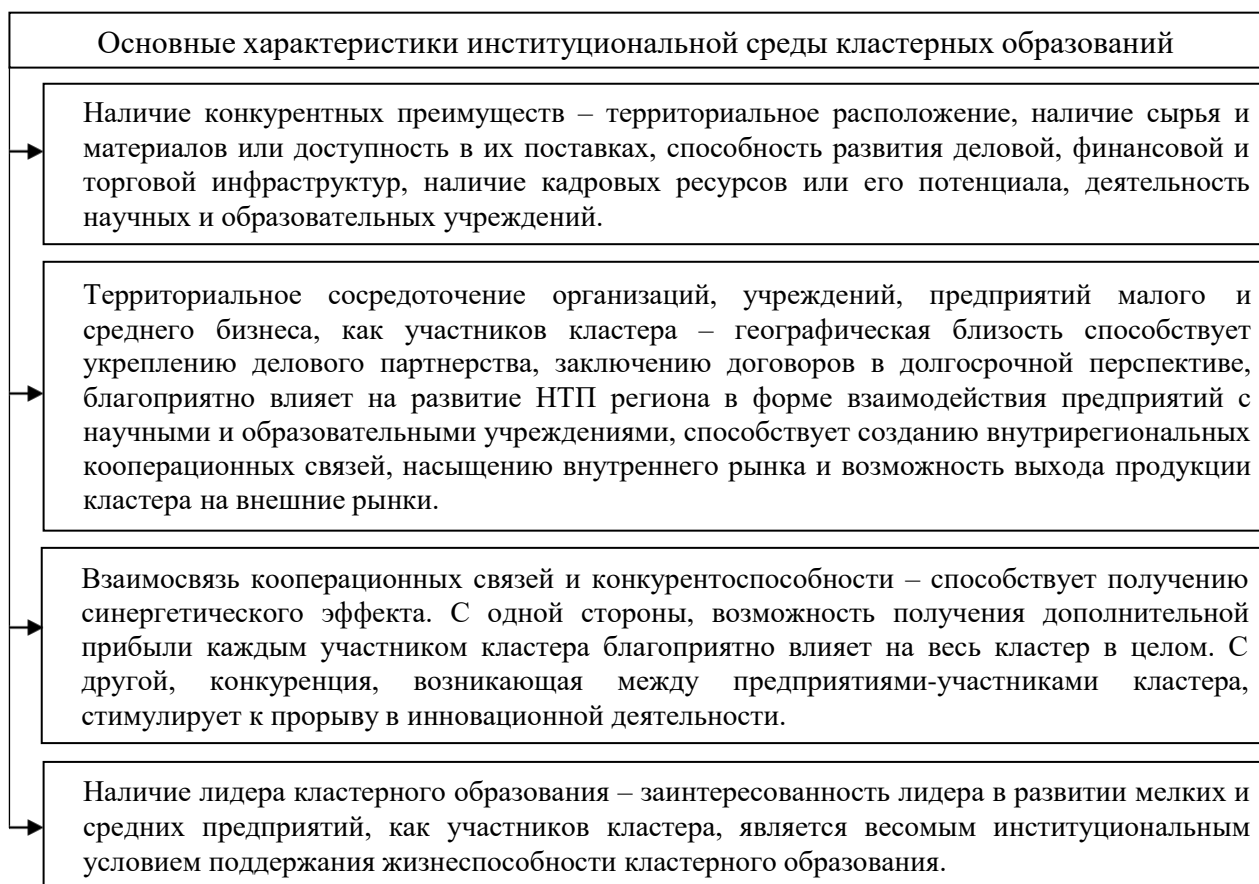 Основные характеристики институциональной среды кластерных образований
Наличие конкурентных преимуществ – территориальное расположение, наличие сырья и
материалов или доступность в их поставках, способность развития деловой, финансовой и
торговой инфраструктур, наличие кадровых ресурсов или его потенциала, деятельность
научных и образовательных учреждений.
Территориальное сосредоточение организаций, учреждений, предприятий малого и
среднего бизнеса, как участников кластера – географическая близость способствует
укреплению делового партнерства, заключению договоров в долгосрочной перспективе,
благоприятно влияет на развитие НТП региона в форме взаимодействия предприятий с
научными и образовательными учреждениями, способствует созданию внутрирегиональных
кооперационных связей, насыщению внутреннего рынка и возможность выхода продукции
кластера на внешние рынки.
Взаимосвязь кооперационных связей и конкурентоспособности – способствует получению
синергетического эффекта. С одной стороны, возможность получения дополнительной
прибыли каждым участником кластера благоприятно влияет на весь кластер в целом. С
другой, конкуренция, возникающая между предприятиями-участниками кластера,
стимулирует к прорыву в инновационной деятельности.
Наличие лидера кластерного образования – заинтересованность лидера в развитии мелких и
средних предприятий, как участников кластера, является весомым институциональным
условием поддержания жизнеспособности кластерного образования.